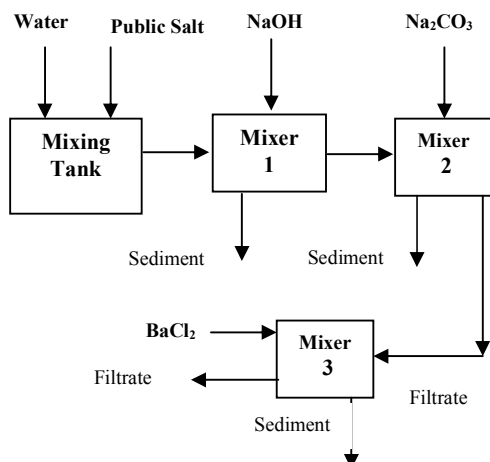 Water
Public Salt
NaOH
Na₂CO₃
Mixing
Tank
Mixer
1
Mixer
2
Sediment
Sediment
BaCl₂
Mixer
3
Filtrate
Filtrate
Sediment